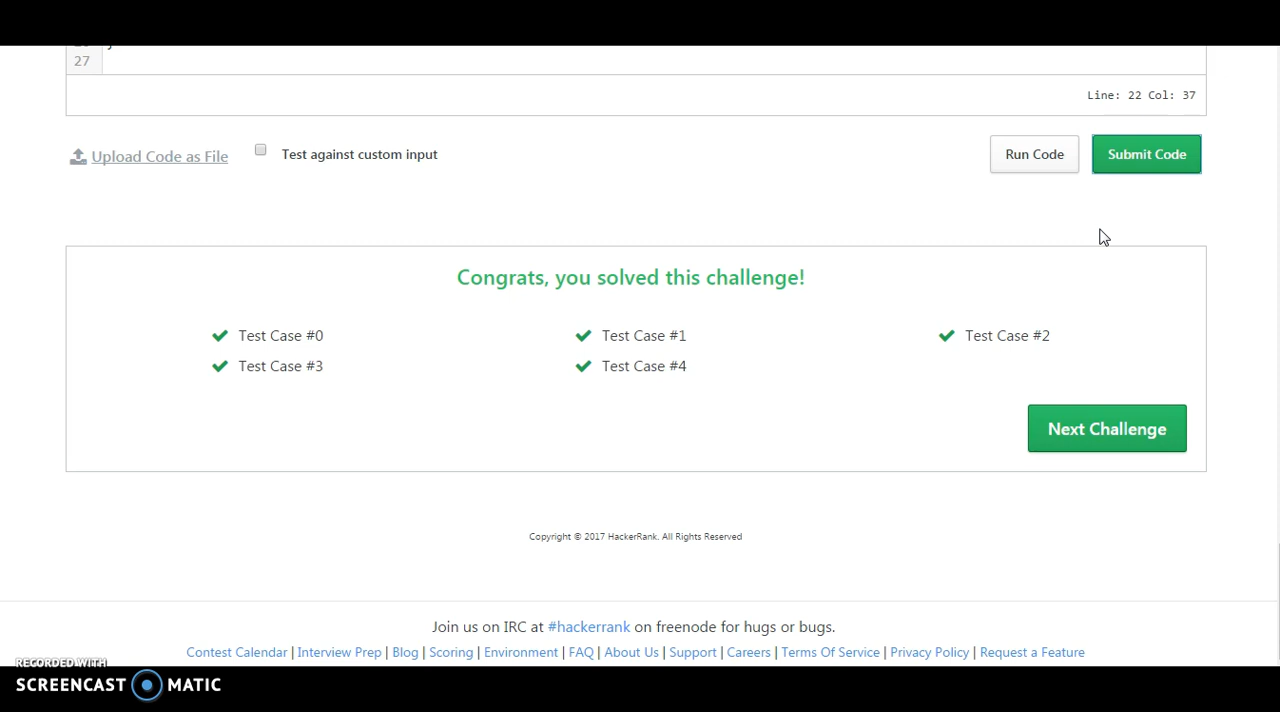 27
Line: 22 Col: 37
Upload Code as File
Test against custom input
Run Code
Submit Code
Congrats, you solved this challenge!
Test Case #0
Test Case #1
Test Case #2
Test Case #3
Test Case #4
Next Challenge
Copyright © 2017 HackerRank. All Rights Reserved
Join us on IRC at #hackerrank on freenode for hugs or bugs.
Contest Calendar | Interview Prep | Blog | Scoring | Environment | FAQ | About Us | Support | Careers | Terms Of Service | Privacy Policy | Request a Feature
RECORDED WITH
SCREENCAST MATIC